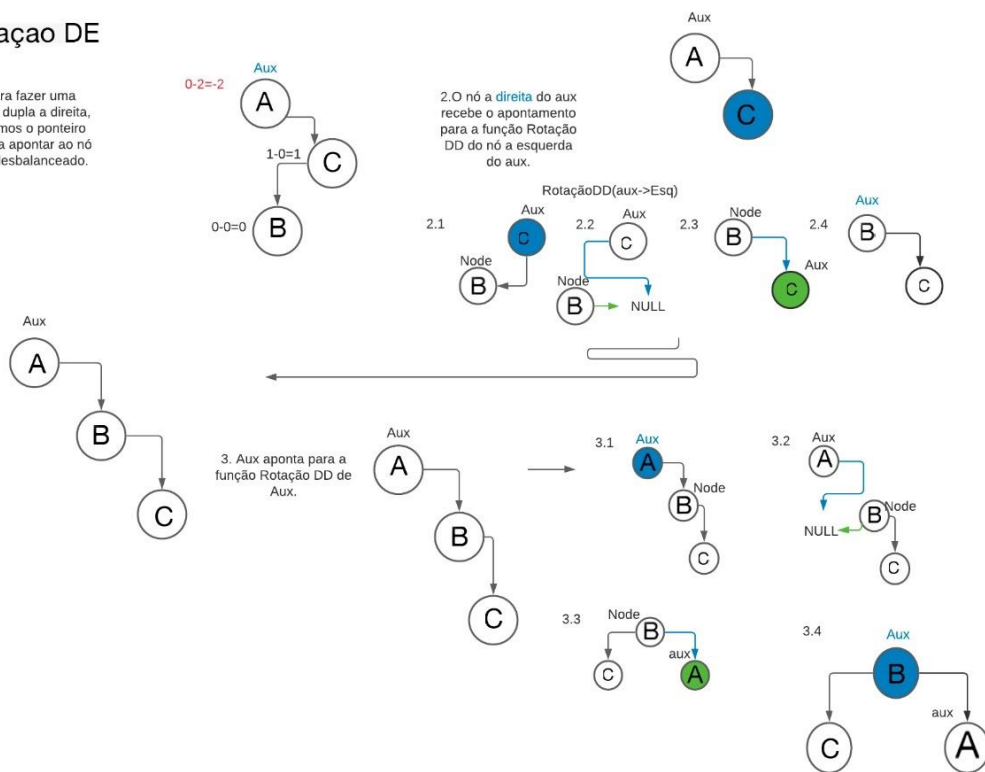 DE
fazer uma
dupla a direita,
o ponteiro
apontar ao nó
0-2=-2
Aux
A
1-0=1
C
0-0=0
B
Aux
A
C
2.O nó a direita do aux
recebe o apontamento
para a função Rotação
DD do nó a esquerda
do aux.
RotaçãoDD(aux->Esq)
2.1
Aux
C
Node
B
2.2
Aux
C
Node
B
NULL
2.3
Node
B
Aux
C
2.4
Aux
B
C
Aux
A
B
C
3. Aux aponta para a
função Rotação DD de
Aux.
Aux
A
B
C
3.1
Aux
A
Node
B
C
3.2
Aux
A
Node
B
NULL
C
3.3
Node
B
C
aux
A
3.4
Aux
B
C
aux
A